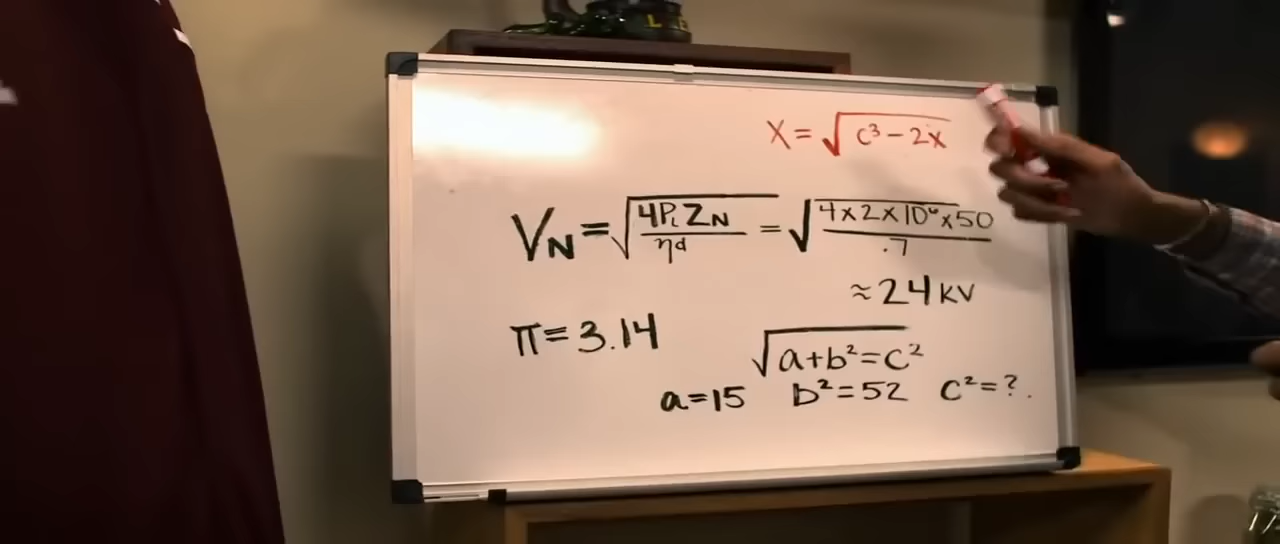 X = √(c³ - 2x)
V_N = √(4P_L Z_N / ηd) = √(4 x 2 x 10⁶ x 50 / .7)
≈ 24 KV
π = 3.14
√(a + b² = c²)
a = 15 b² = 52 c² = ?.